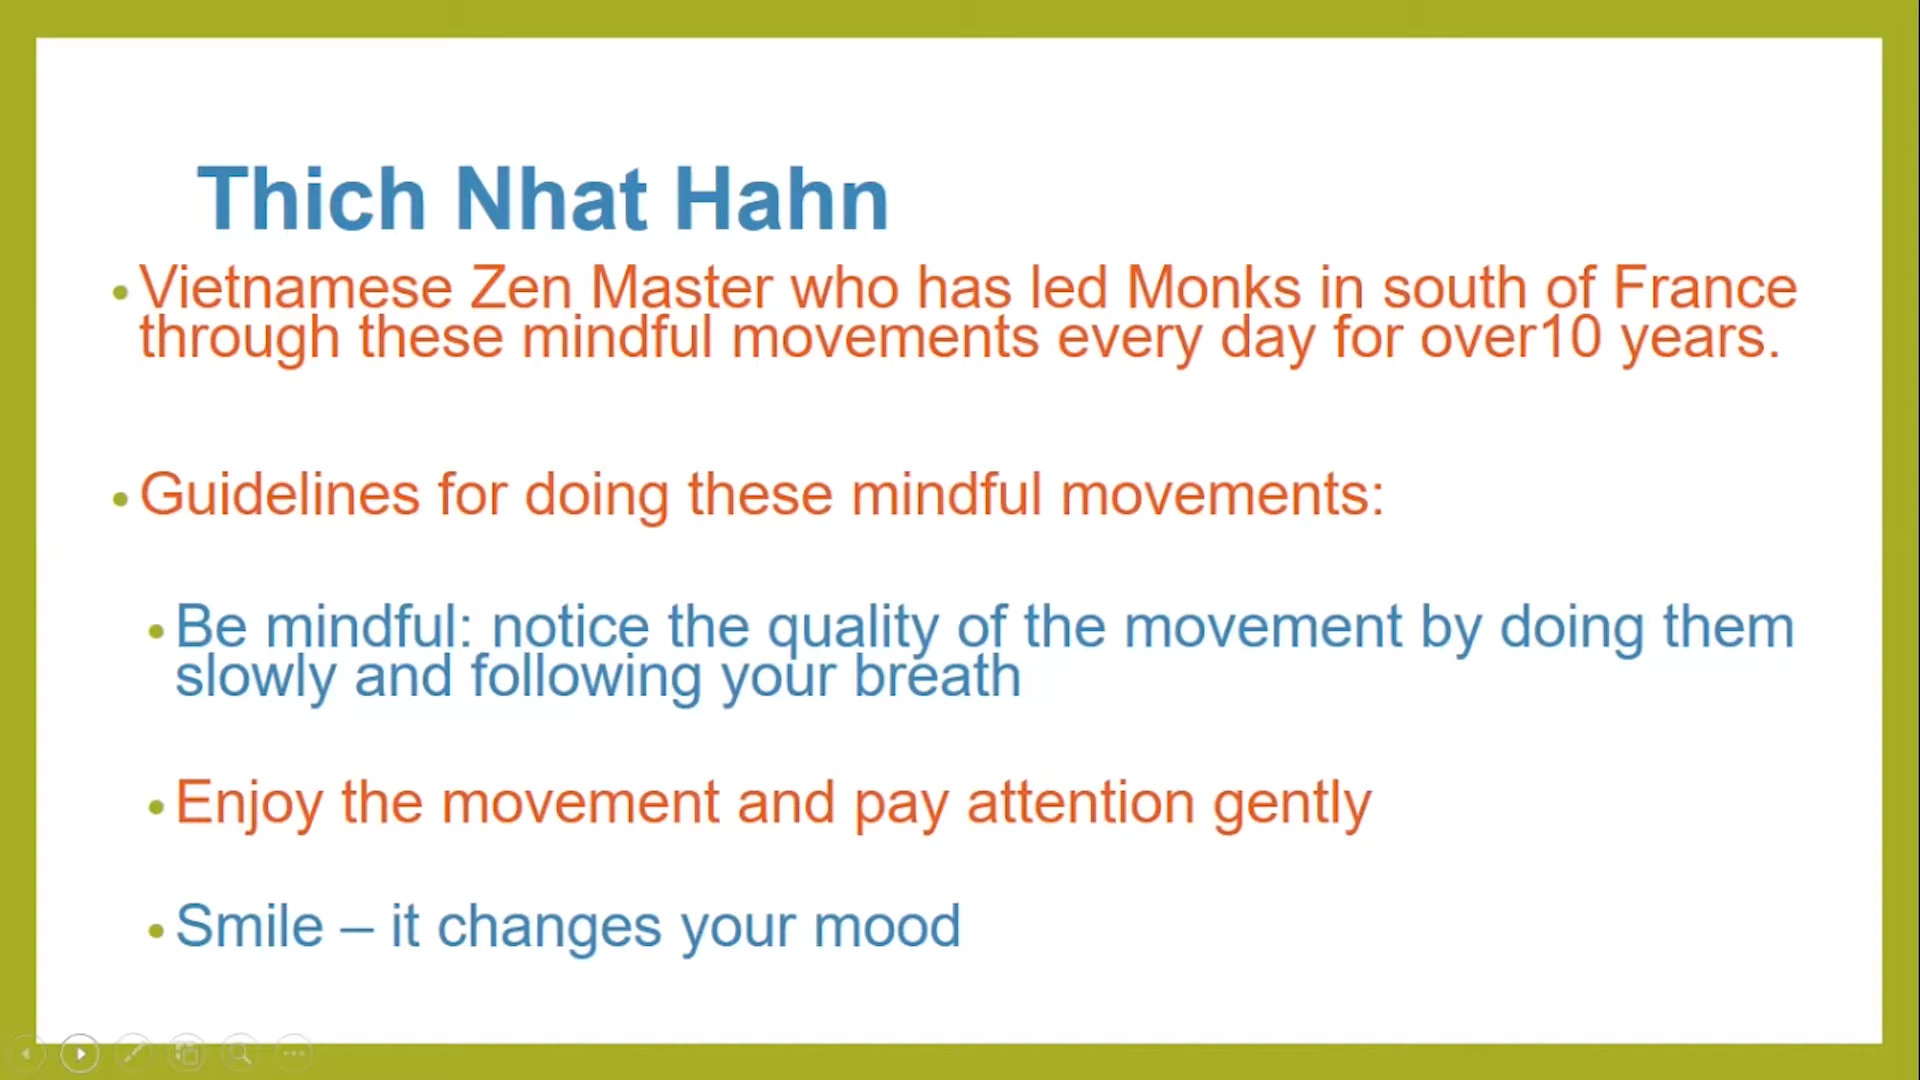 Thich Nhat Hahn
• Vietnamese Zen Master who has led Monks in south of France
through these mindful movements every day for over10 years.
• Guidelines for doing these mindful movements:
• Be mindful: notice the quality of the movement by doing them
slowly and following your breath
• Enjoy the movement and pay attention gently
• Smile – it changes your mood